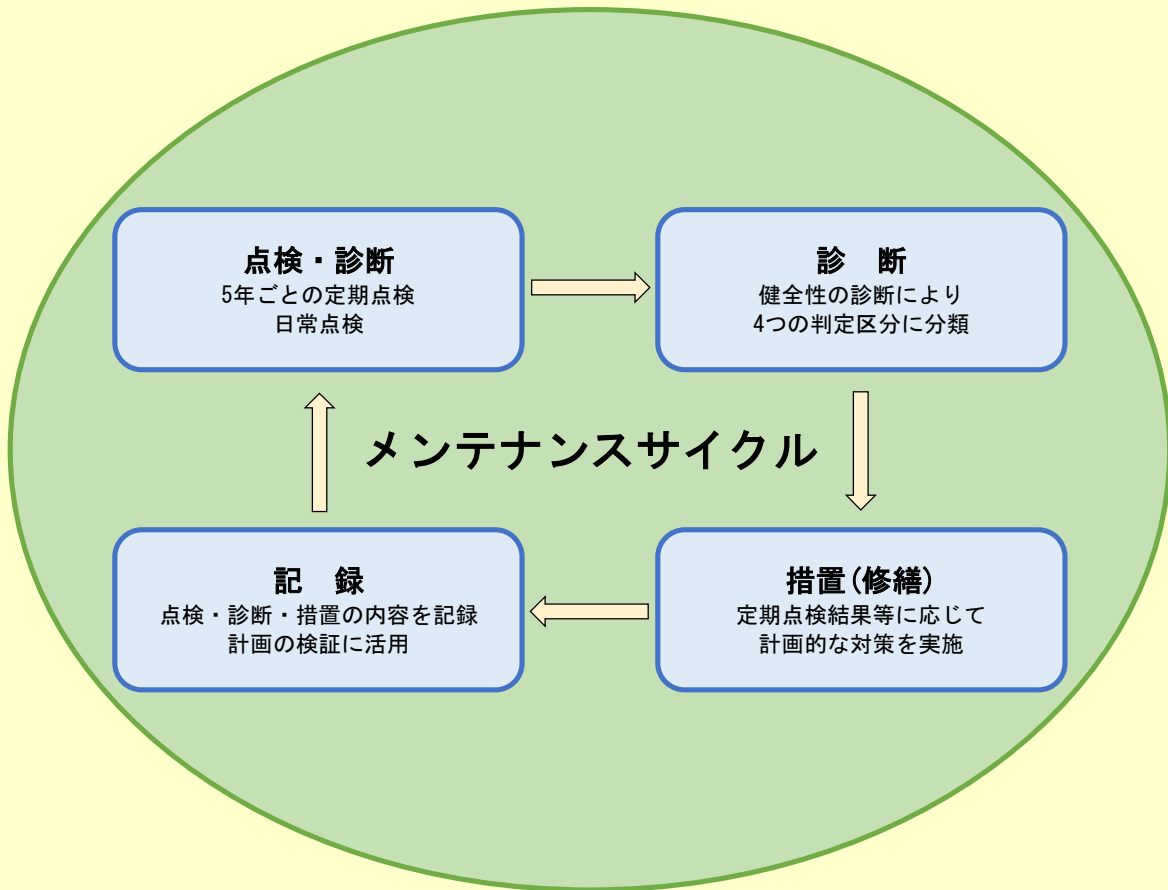 点検・診断
5年ごとの定期点検
日常点検
診　断
健全性の診断により
4つの判定区分に分類
メンテナンスサイクル
記　録
点検・診断・措置の内容を記録
計画の検証に活用
措置(修繕)
定期点検結果等に応じて
計画的な対策を実施